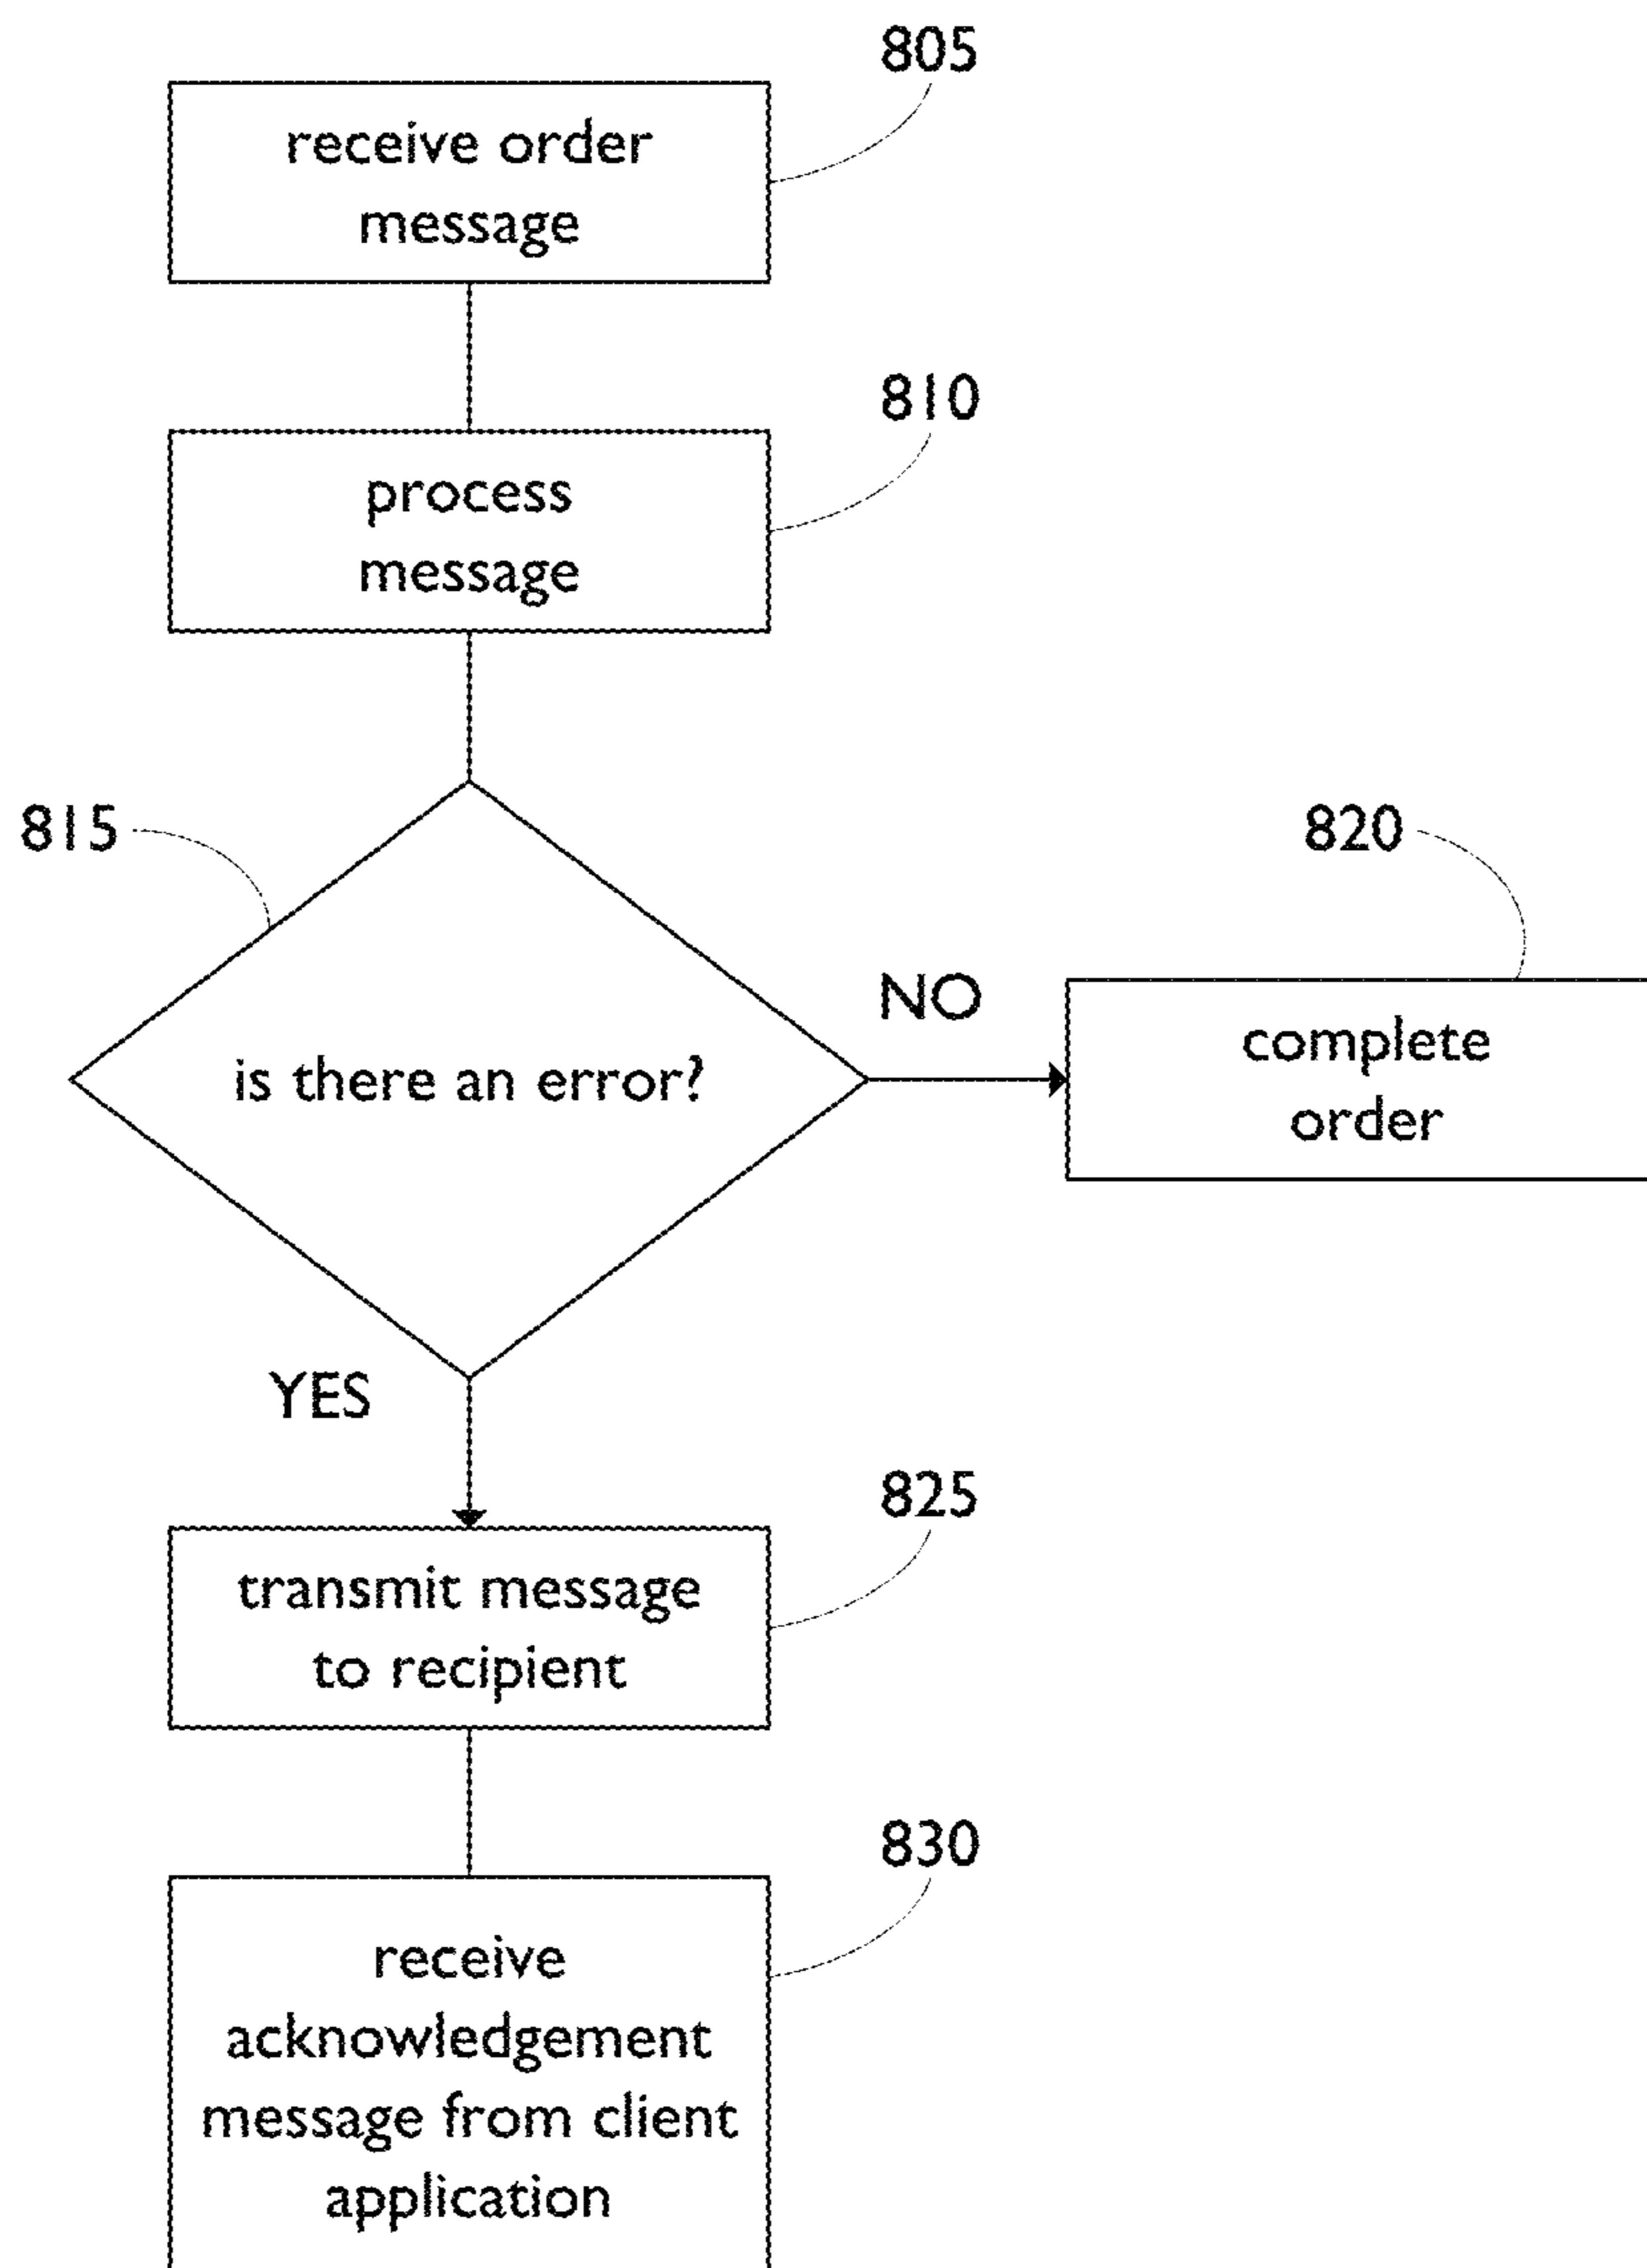 805
receive order
message
810
process
message
815
820
NO
is there an error?
complete
order
YES
825
transmit message
to recipient
830
receive
acknowledgement
message from client
application